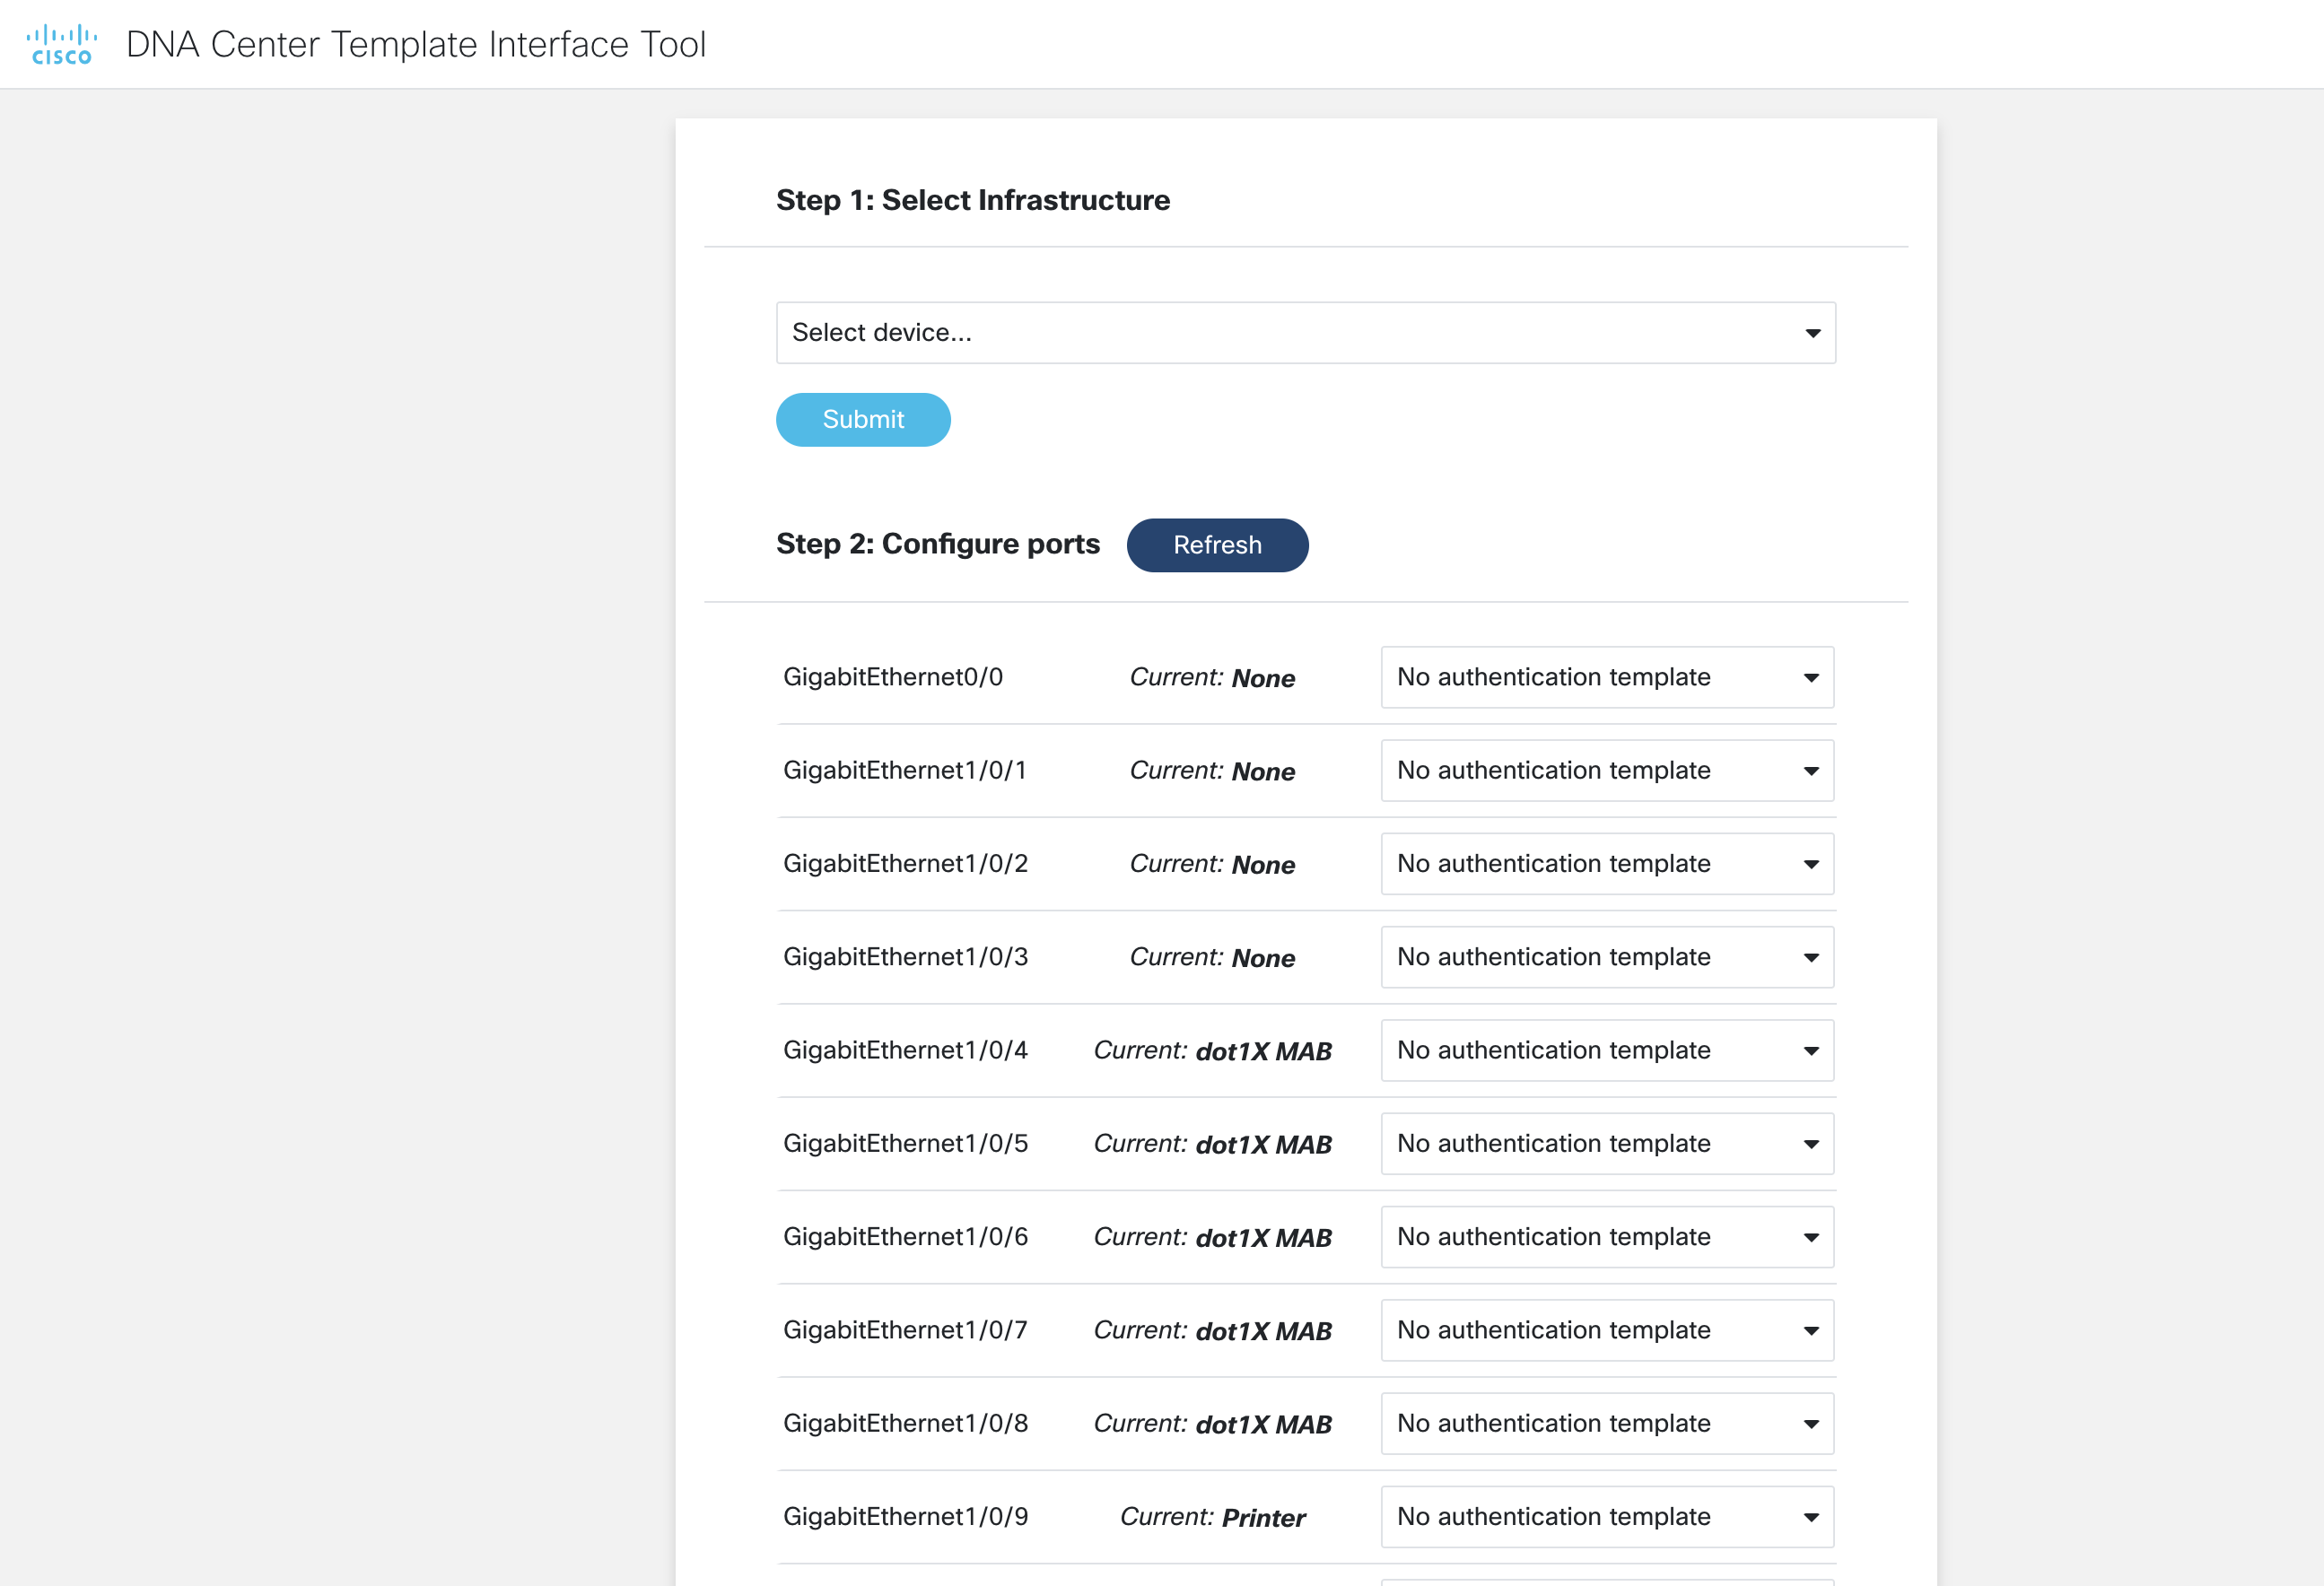 CISCO DNA Center Template Interface Tool
Step 1: Select Infrastructure
Select device...
Submit
Step 2: Configure ports Refresh
GigabitEthernet0/0 Current: None No authentication template
GigabitEthernet1/0/1 Current: None No authentication template
GigabitEthernet1/0/2 Current: None No authentication template
GigabitEthernet1/0/3 Current: None No authentication template
GigabitEthernet1/0/4 Current: dot1X MAB No authentication template
GigabitEthernet1/0/5 Current: dot1X MAB No authentication template
GigabitEthernet1/0/6 Current: dot1X MAB No authentication template
GigabitEthernet1/0/7 Current: dot1X MAB No authentication template
GigabitEthernet1/0/8 Current: dot1X MAB No authentication template
GigabitEthernet1/0/9 Current: Printer No authentication template